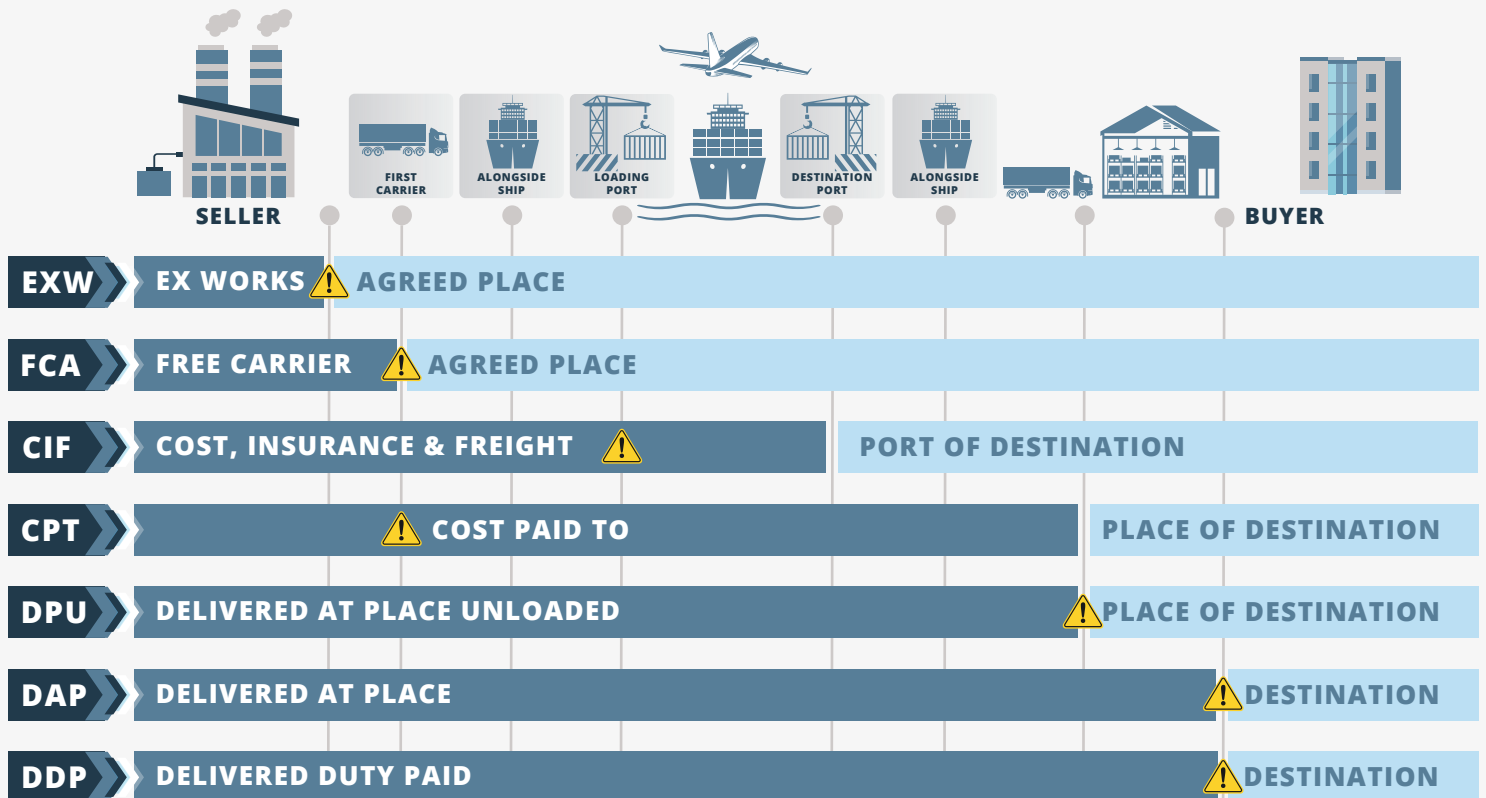 FIRST
CARRIER
ALONGSIDE
SHIP
LOADING
PORT
DESTINATION
PORT
ALONGSIDE
SHIP
SELLER
BUYER
EXW EX WORKS AGREED PLACE
FCA FREE CARRIER AGREED PLACE
CIF COST, INSURANCE & FREIGHT PORT OF DESTINATION
CPT COST PAID TO PLACE OF DESTINATION
DPU DELIVERED AT PLACE UNLOADED PLACE OF DESTINATION
DAP DELIVERED AT PLACE DESTINATION
DDP DELIVERED DUTY PAID DESTINATION